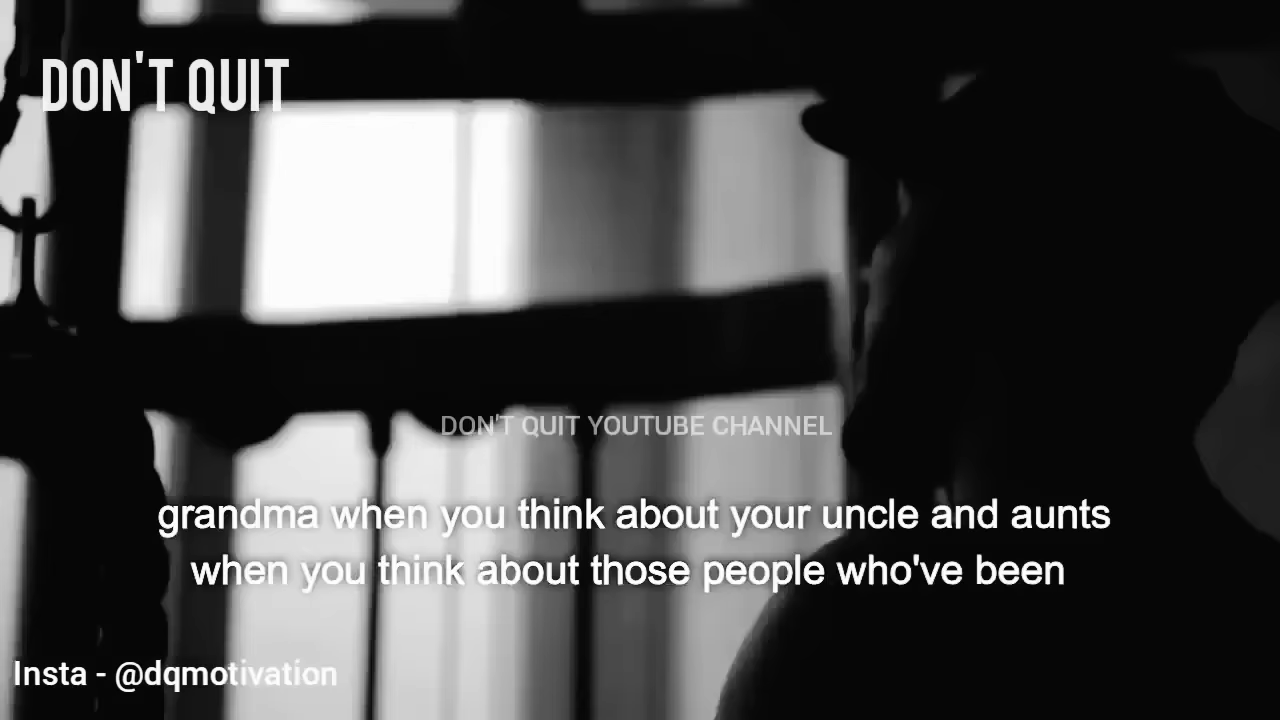 DON'T QUIT
DON'T QUIT YOUTUBE CHANNEL
grandma when you think about your uncle and aunts
when you think about those people who've been
Insta - @dqmotivation